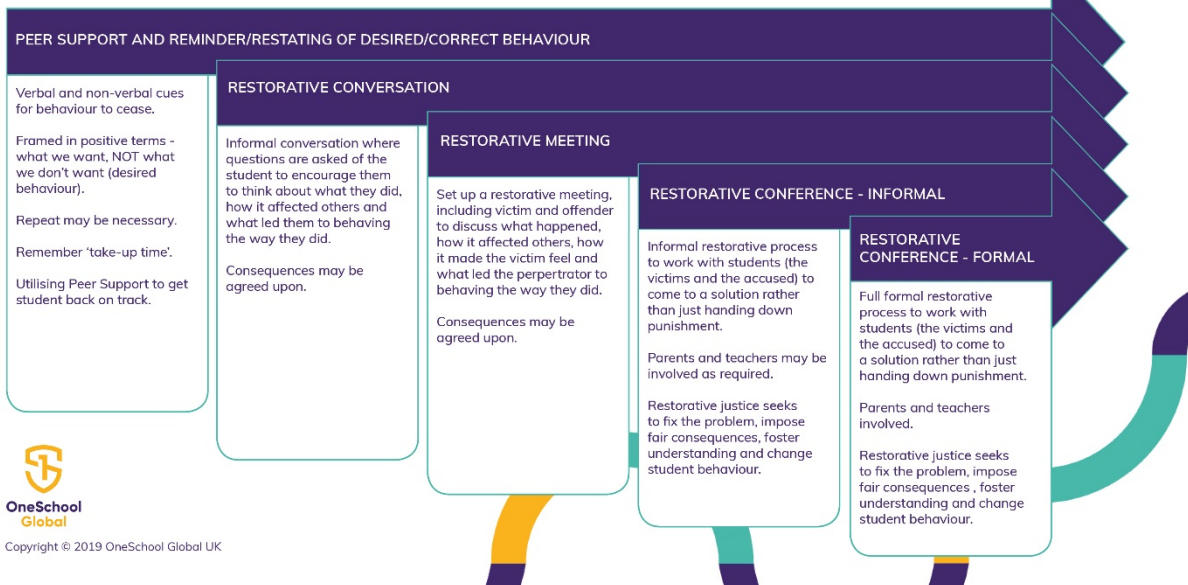 PEER SUPPORT AND REMINDER/RESTATING OF DESIRED/CORRECT BEHAVIOUR
Verbal and non-verbal cues
for behaviour to cease.
Framed in positive terms -
what we want, NOT what
we don't want (desired
behaviour).
Repeat may be necessary.
Remember 'take-up time'.
Utilising Peer Support to get
student back on track.
RESTORATIVE CONVERSATION
Informal conversation where
questions are asked of the
student to encourage them
to think about what they did,
how it affected others and
what led them to behaving
the way they did.
Consequences may be
agreed upon.
RESTORATIVE MEETING
Set up a restorative meeting,
including victim and offender
to discuss what happened,
how it affected others, how
it made the victim feel and
what led the perpertrator to
behaving the way they did.
Consequences may be
agreed upon.
RESTORATIVE CONFERENCE - INFORMAL
Informal restorative process
to work with students (the
victims and the accused) to
come to a solution rather
than just handing down
punishment.
Parents and teachers may be
involved as required.
Restorative justice seeks
to fix the problem, impose
fair consequences, foster
understanding and change
student behaviour.
RESTORATIVE
CONFERENCE - FORMAL
Full formal restorative
process to work with
students (the victims and
the accused) to come to
a solution rather than just
handing down punishment.
Parents and teachers
involved.
Restorative justice seeks
to fix the problem, impose
fair consequences , foster
understanding and change
student behaviour.
OneSchool
Global
Copyright © 2019 OneSchool Global UK